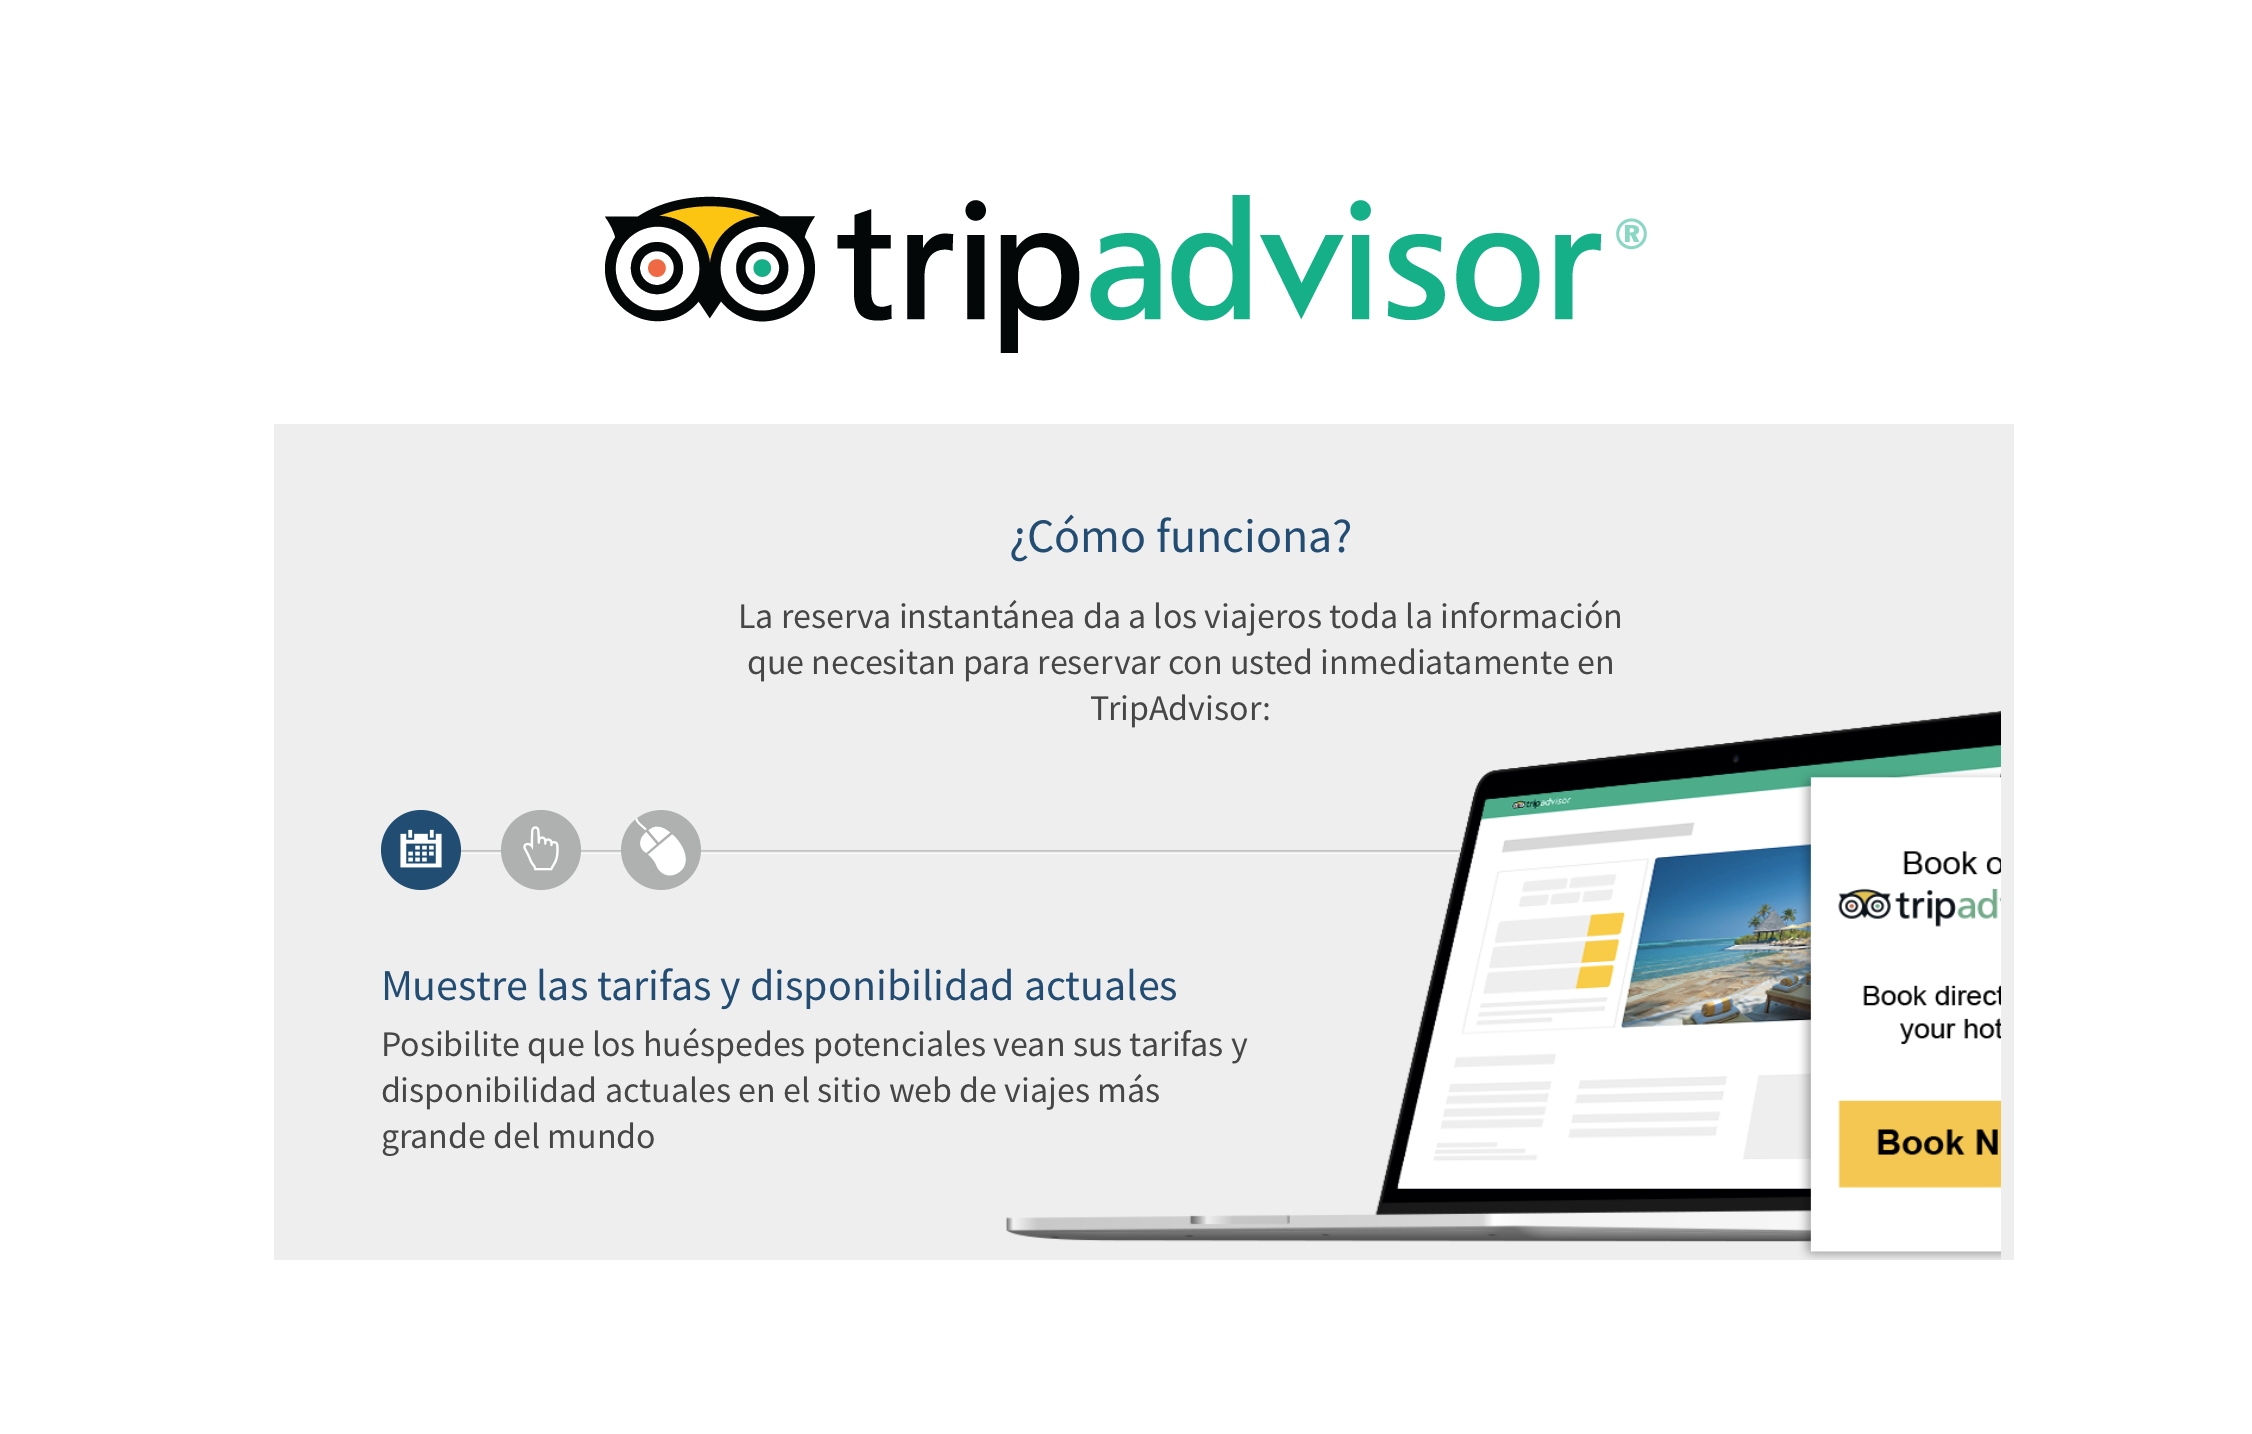 tripadvisor®
¿Cómo funciona?
La reserva instantánea da a los viajeros toda la información
que necesitan para reservar con usted inmediatamente en
TripAdvisor:
Muestre las tarifas y disponibilidad actuales
Posibilite que los huéspedes potenciales vean sus tarifas y
disponibilidad actuales en el sitio web de viajes más
grande del mundo
tripadvisor
Book
tripad
Book direct
your hot
Book N